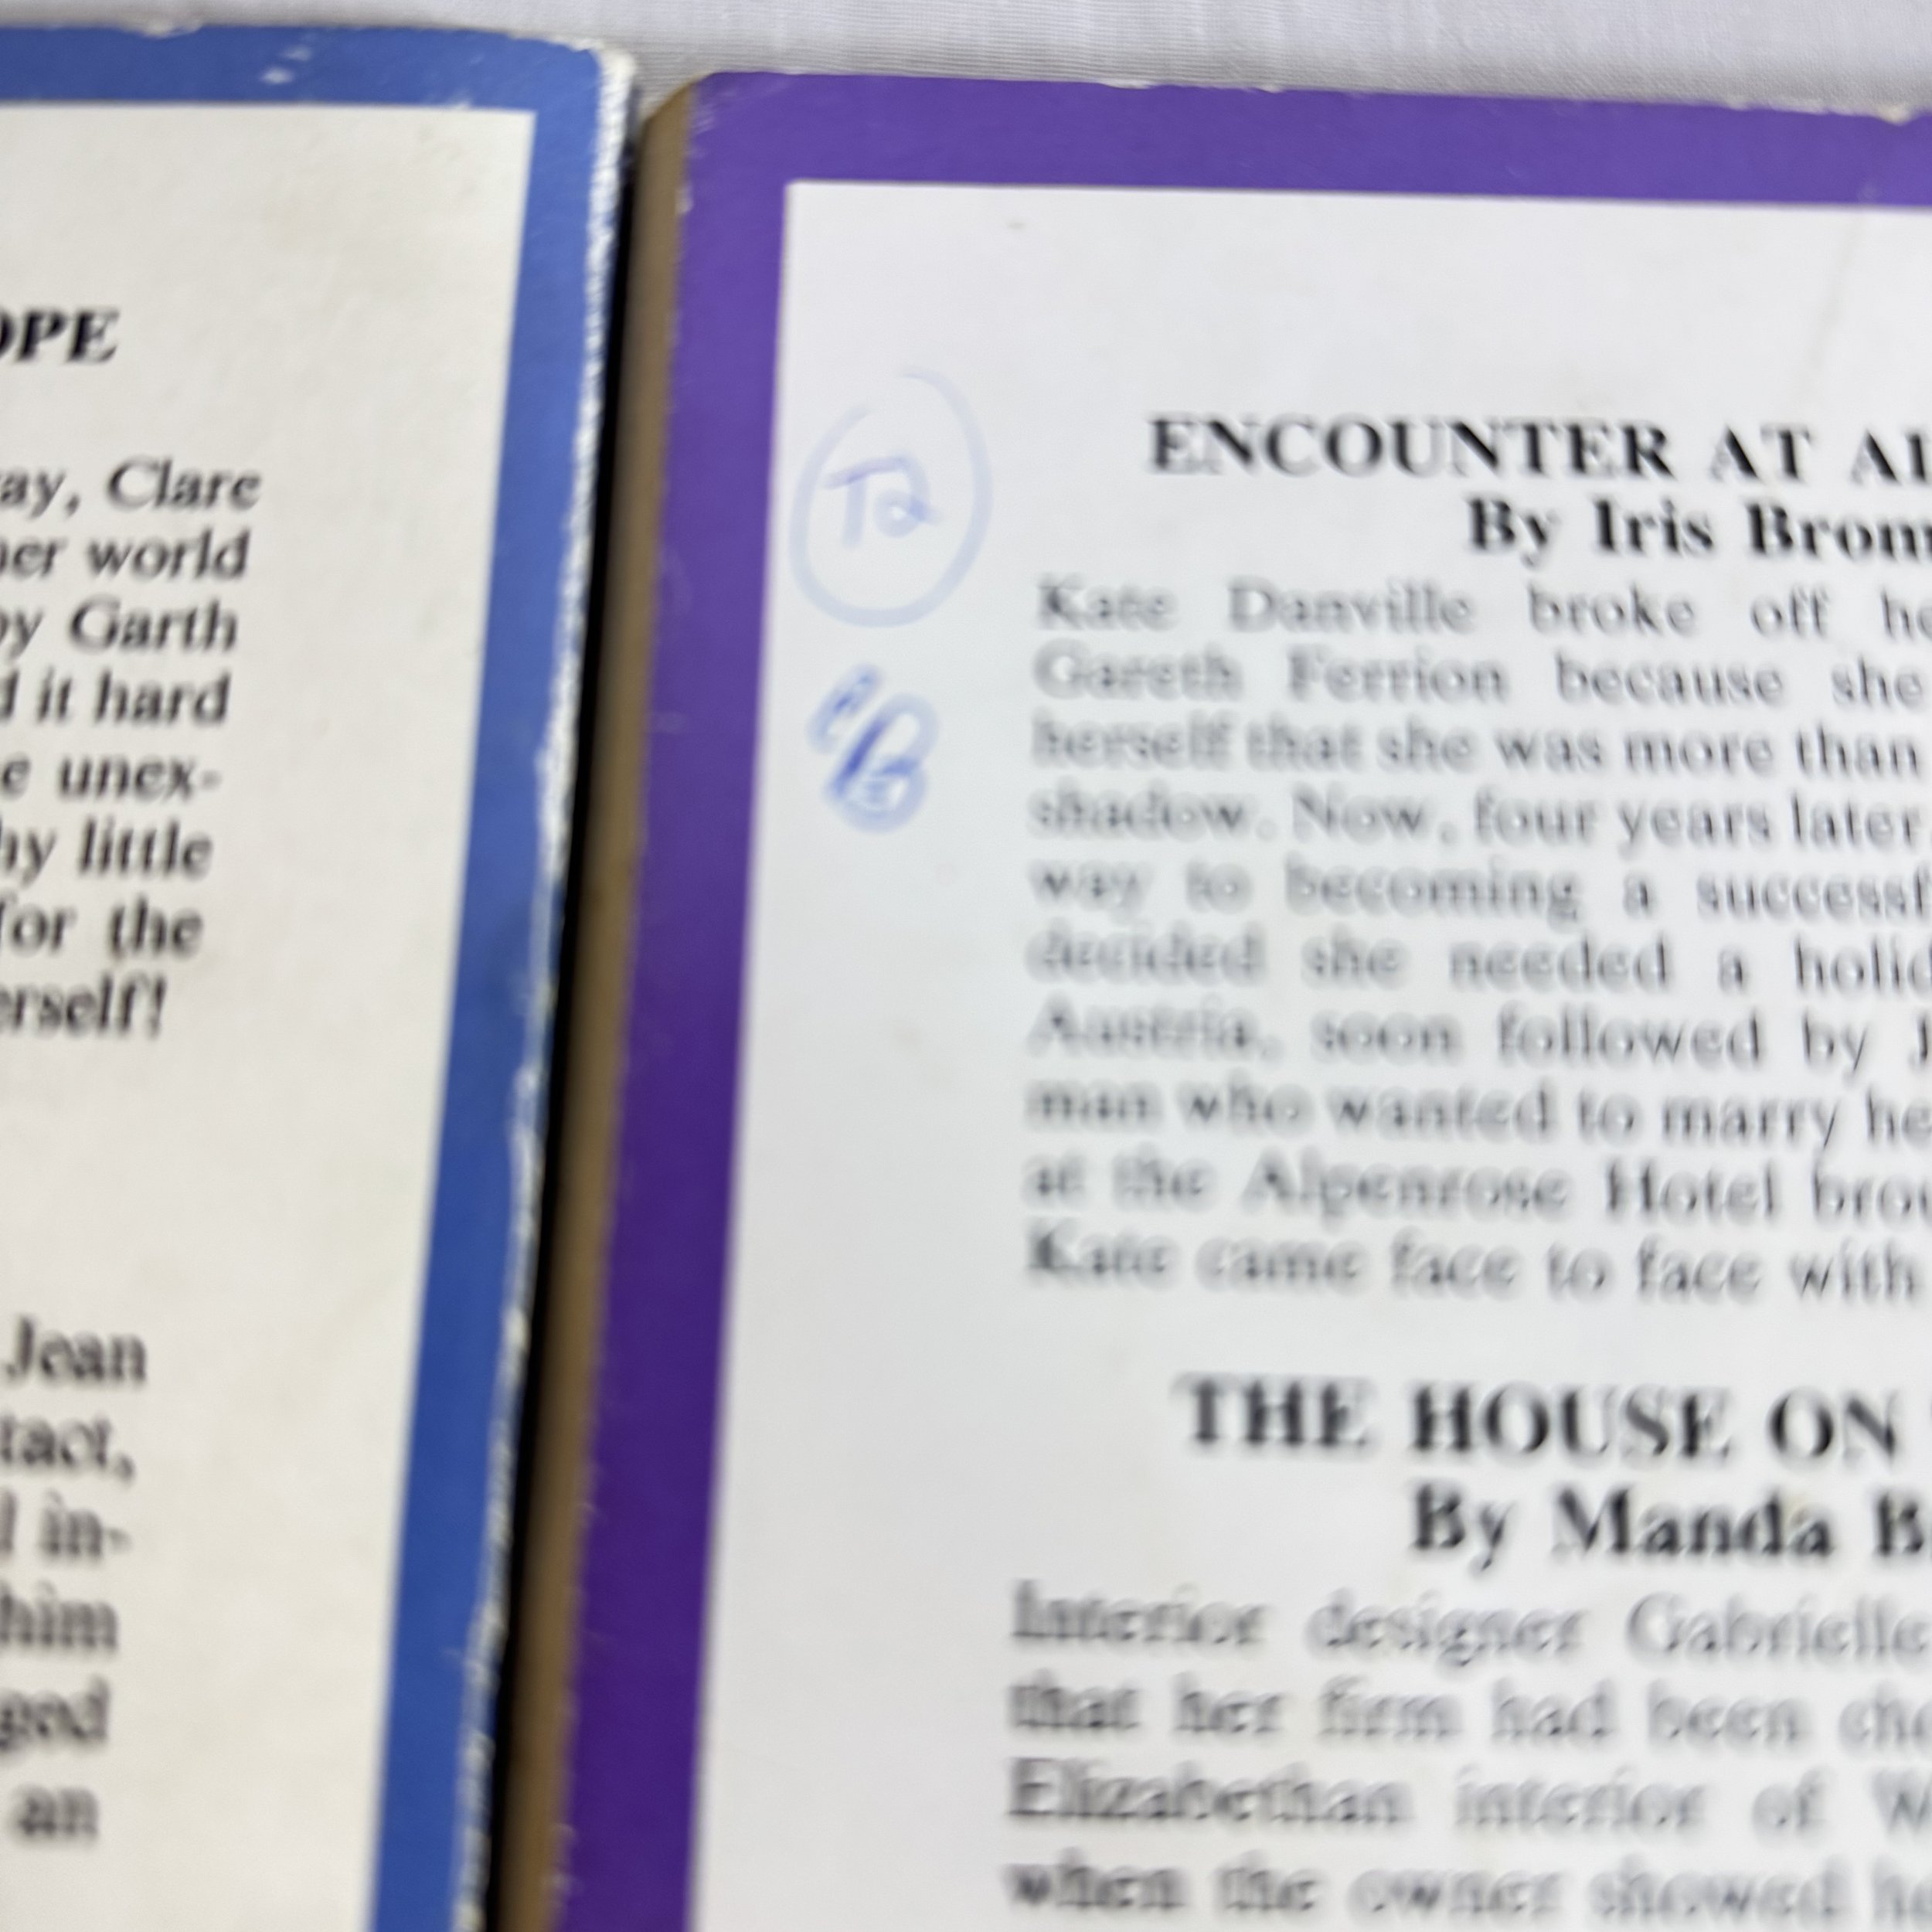 OPE
ay, Clare
her world
by Garth
d it hard
e unex-
hy little
for the
erself!
Jean
tact,
l in-
him
ged
an
T2
B
ENCOUNTER AT AL
By Iris Brom
Kate Danville broke off he
Gareth Ferrion because she
herself that she was more than
shadow. Now, four years later,
way to becoming a successf
decided she needed a holid
Austria, soon followed by J
man who wanted to marry he
at the Alpenrose Hotel brou
Kate came face to face with
THE HOUSE ON
By Manda B
Interior designer Gabrielle
that her firm had been cho
Elizabethan interior of W
when the owner showed he